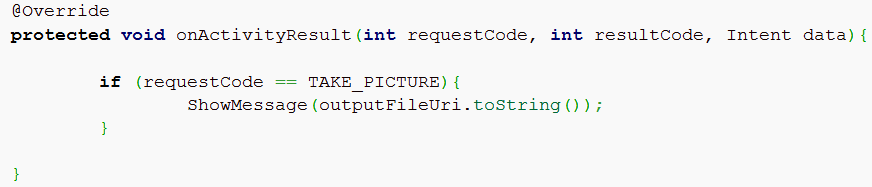 @Override
protected void onActivityResult(int requestCode, int resultCode, Intent data){
if (requestCode == TAKE_PICTURE){
ShowMessage(outputFileUri.toString());
}
}